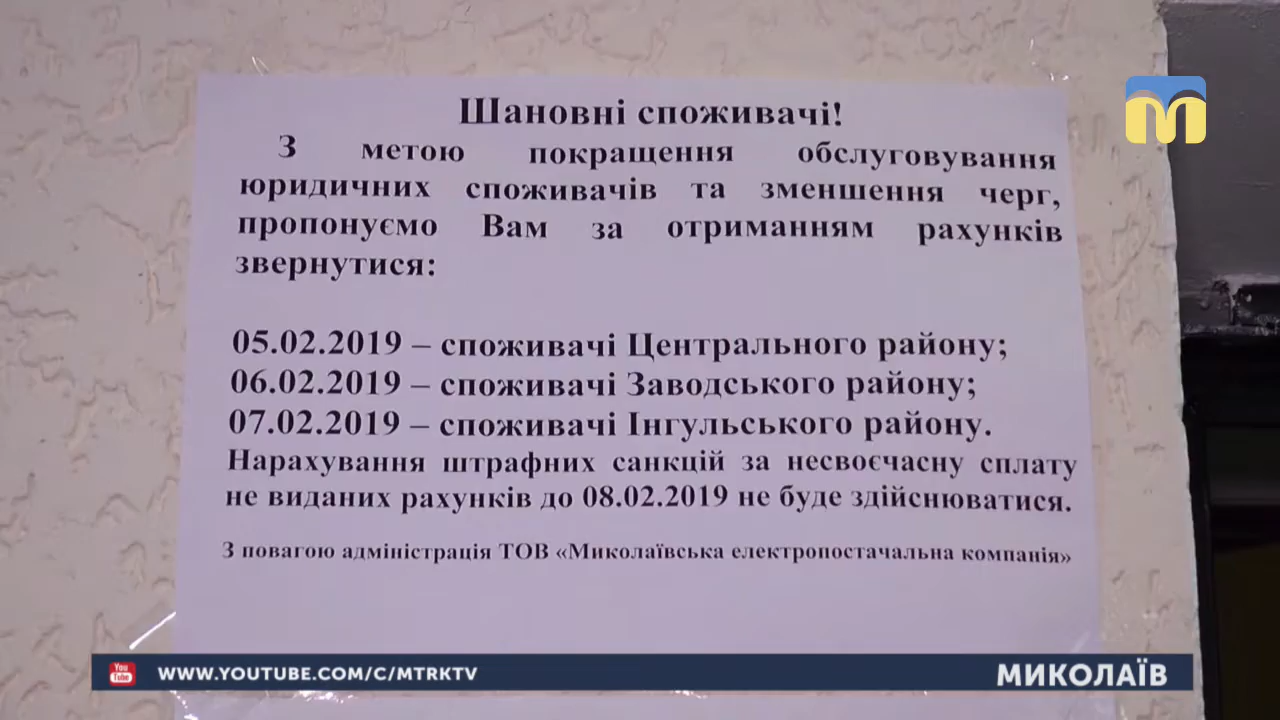 Шановні споживачі!
З метою покращення обслуговування
юридичних споживачів та зменшення черг,
пропонуємо Вам за отриманням рахунків
звернутися:
05.02.2019 – споживачі Центрального району;
06.02.2019 – споживачі Заводського району;
07.02.2019 – споживачі Інгульського району.
Нарахування штрафних санкцій за несвоєчасну сплату
не виданих рахунків до 08.02.2019 не буде здійснюватися.
З повагою адміністрація ТОВ «Миколаївська електропостачальна компанія»
You Tube WWW.YOUTUBE.COM/C/MTRKTV
МИКОЛАЇВ
М